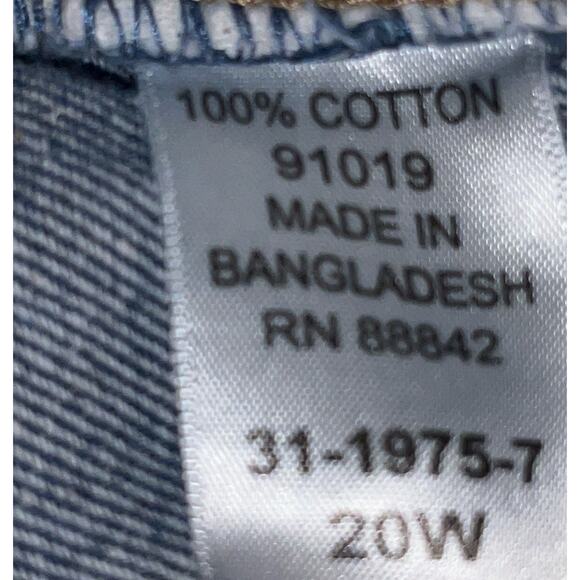 100% COTTON
91019
MADE IN
BANGLADESH
RN 88842
31-1975-7
20W